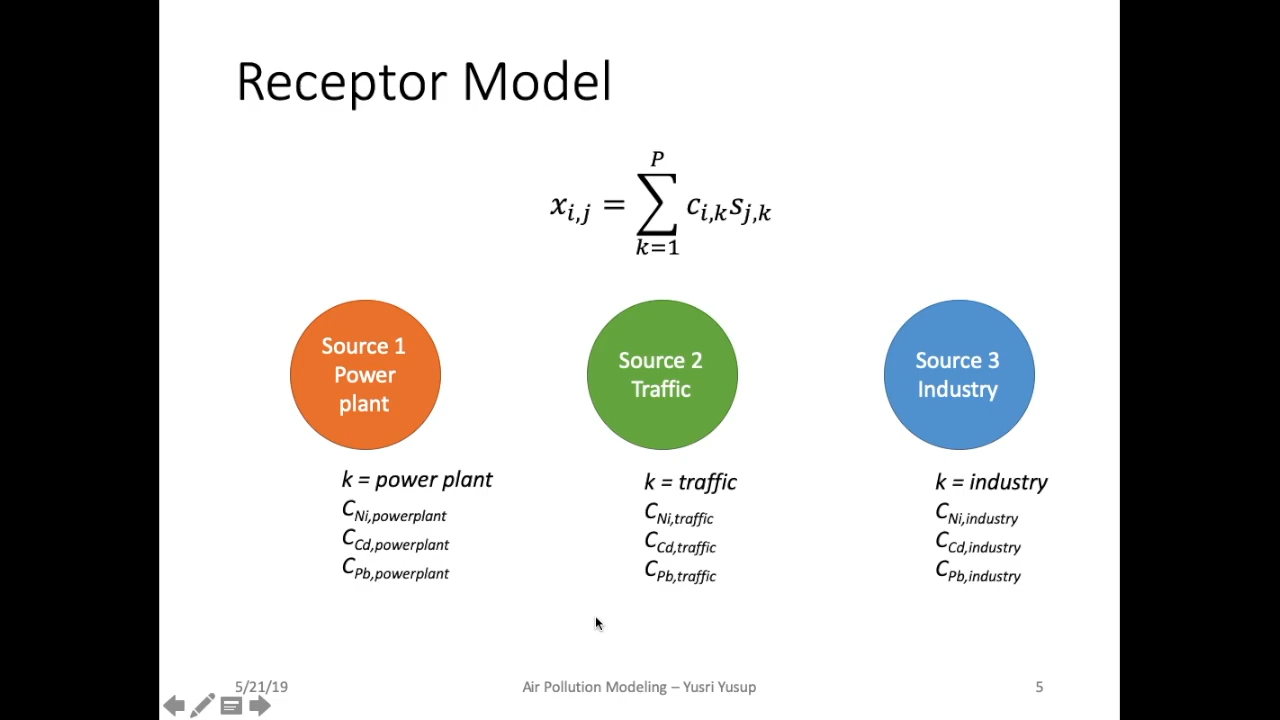 Receptor Model
x_{i,j} = \sum_{k=1}^{P} c_{i,k}s_{j,k}
Source 1
Power
plant
Source 2
Traffic
Source 3
Industry
k = power plant
C_{Ni,powerplant}
C_{Cd,powerplant}
C_{Pb,powerplant}
k = traffic
C_{Ni,traffic}
C_{Cd,traffic}
C_{Pb,traffic}
k = industry
C_{Ni,industry}
C_{Cd,industry}
C_{Pb,industry}
5/21/19
Air Pollution Modeling – Yusri Yusup
5